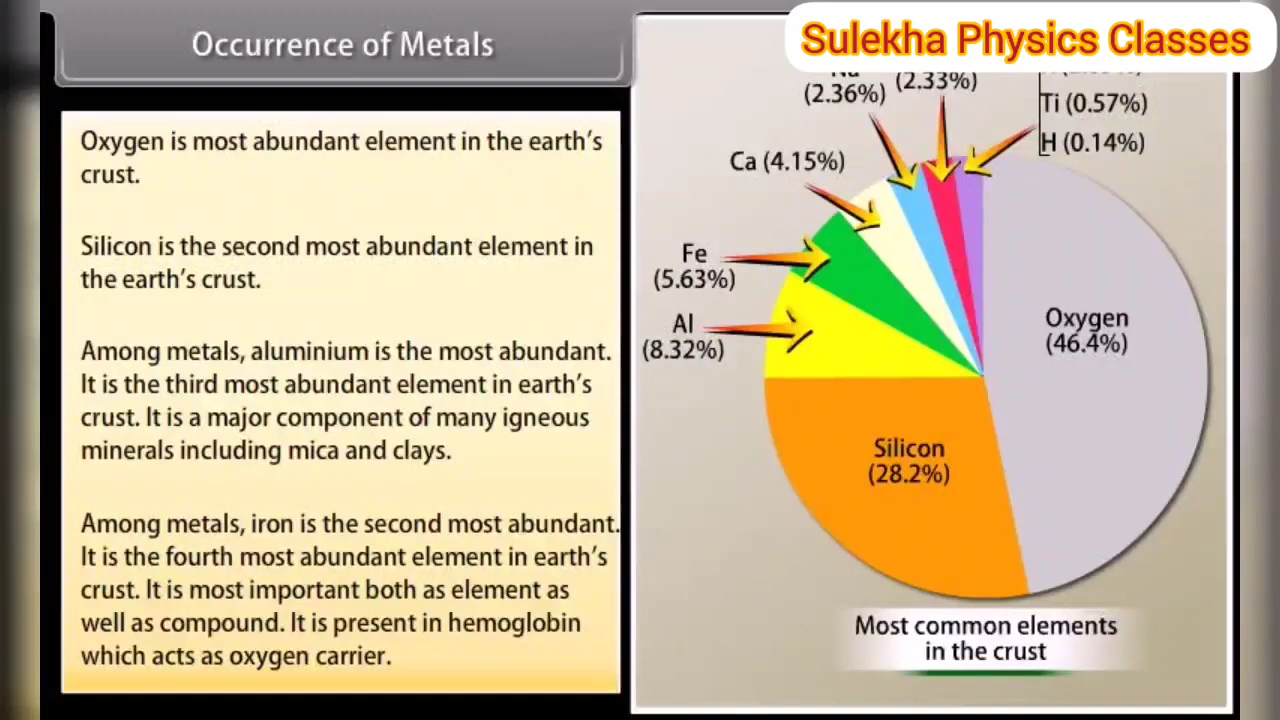 Occurrence of Metals
Sulekha Physics Classes
Oxygen is most abundant element in the earth's
crust.
Silicon is the second most abundant element in
the earth's crust.
Among metals, aluminium is the most abundant.
It is the third most abundant element in earth's
crust. It is a major component of many igneous
minerals including mica and clays.
Among metals, iron is the second most abundant.
It is the fourth most abundant element in earth's
crust. It is most important both as element as
well as compound. It is present in hemoglobin
which acts as oxygen carrier.
Na
(2.36%)
(2.33%)
Ti (0.57%)
H (0.14%)
Ca (4.15%)
Fe
(5.63%)
Al
(8.32%)
Oxygen
(46.4%)
Silicon
(28.2%)
Most common elements
in the crust